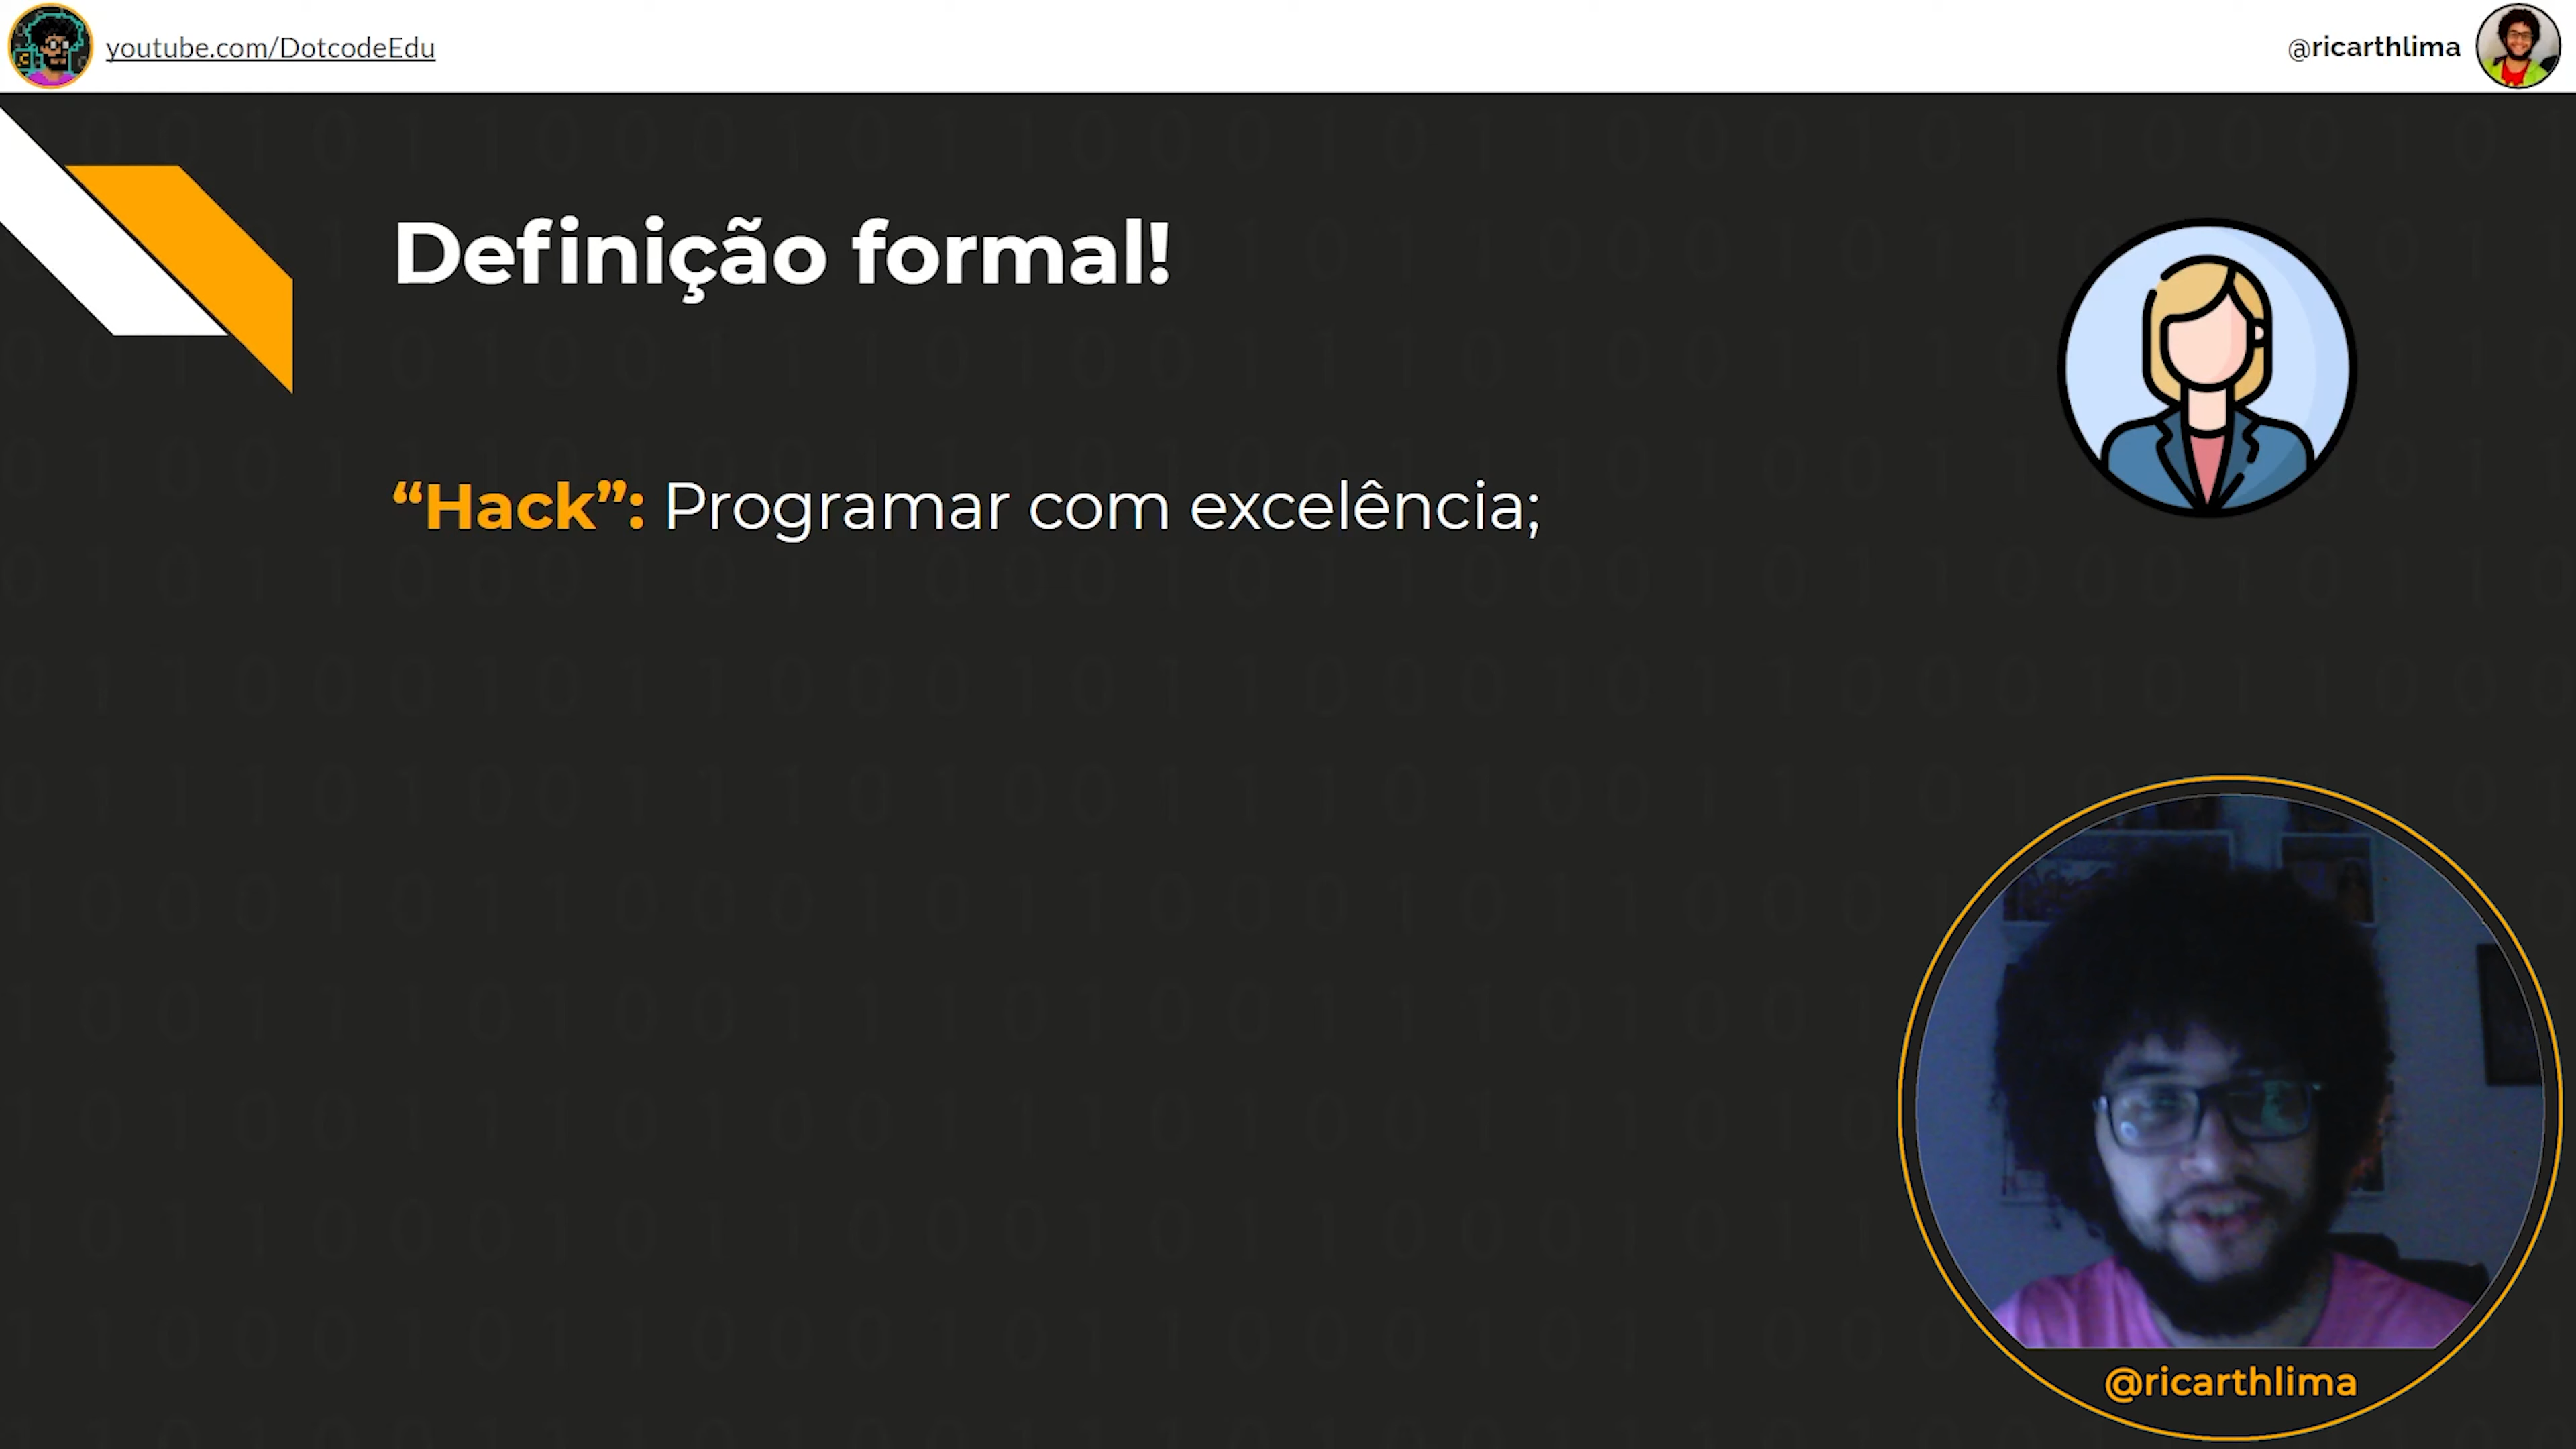 youtube.com/DotcodeEdu
@ricarthlima
Definição formal!
“Hack”: Programar com excelência;
@ricarthlima